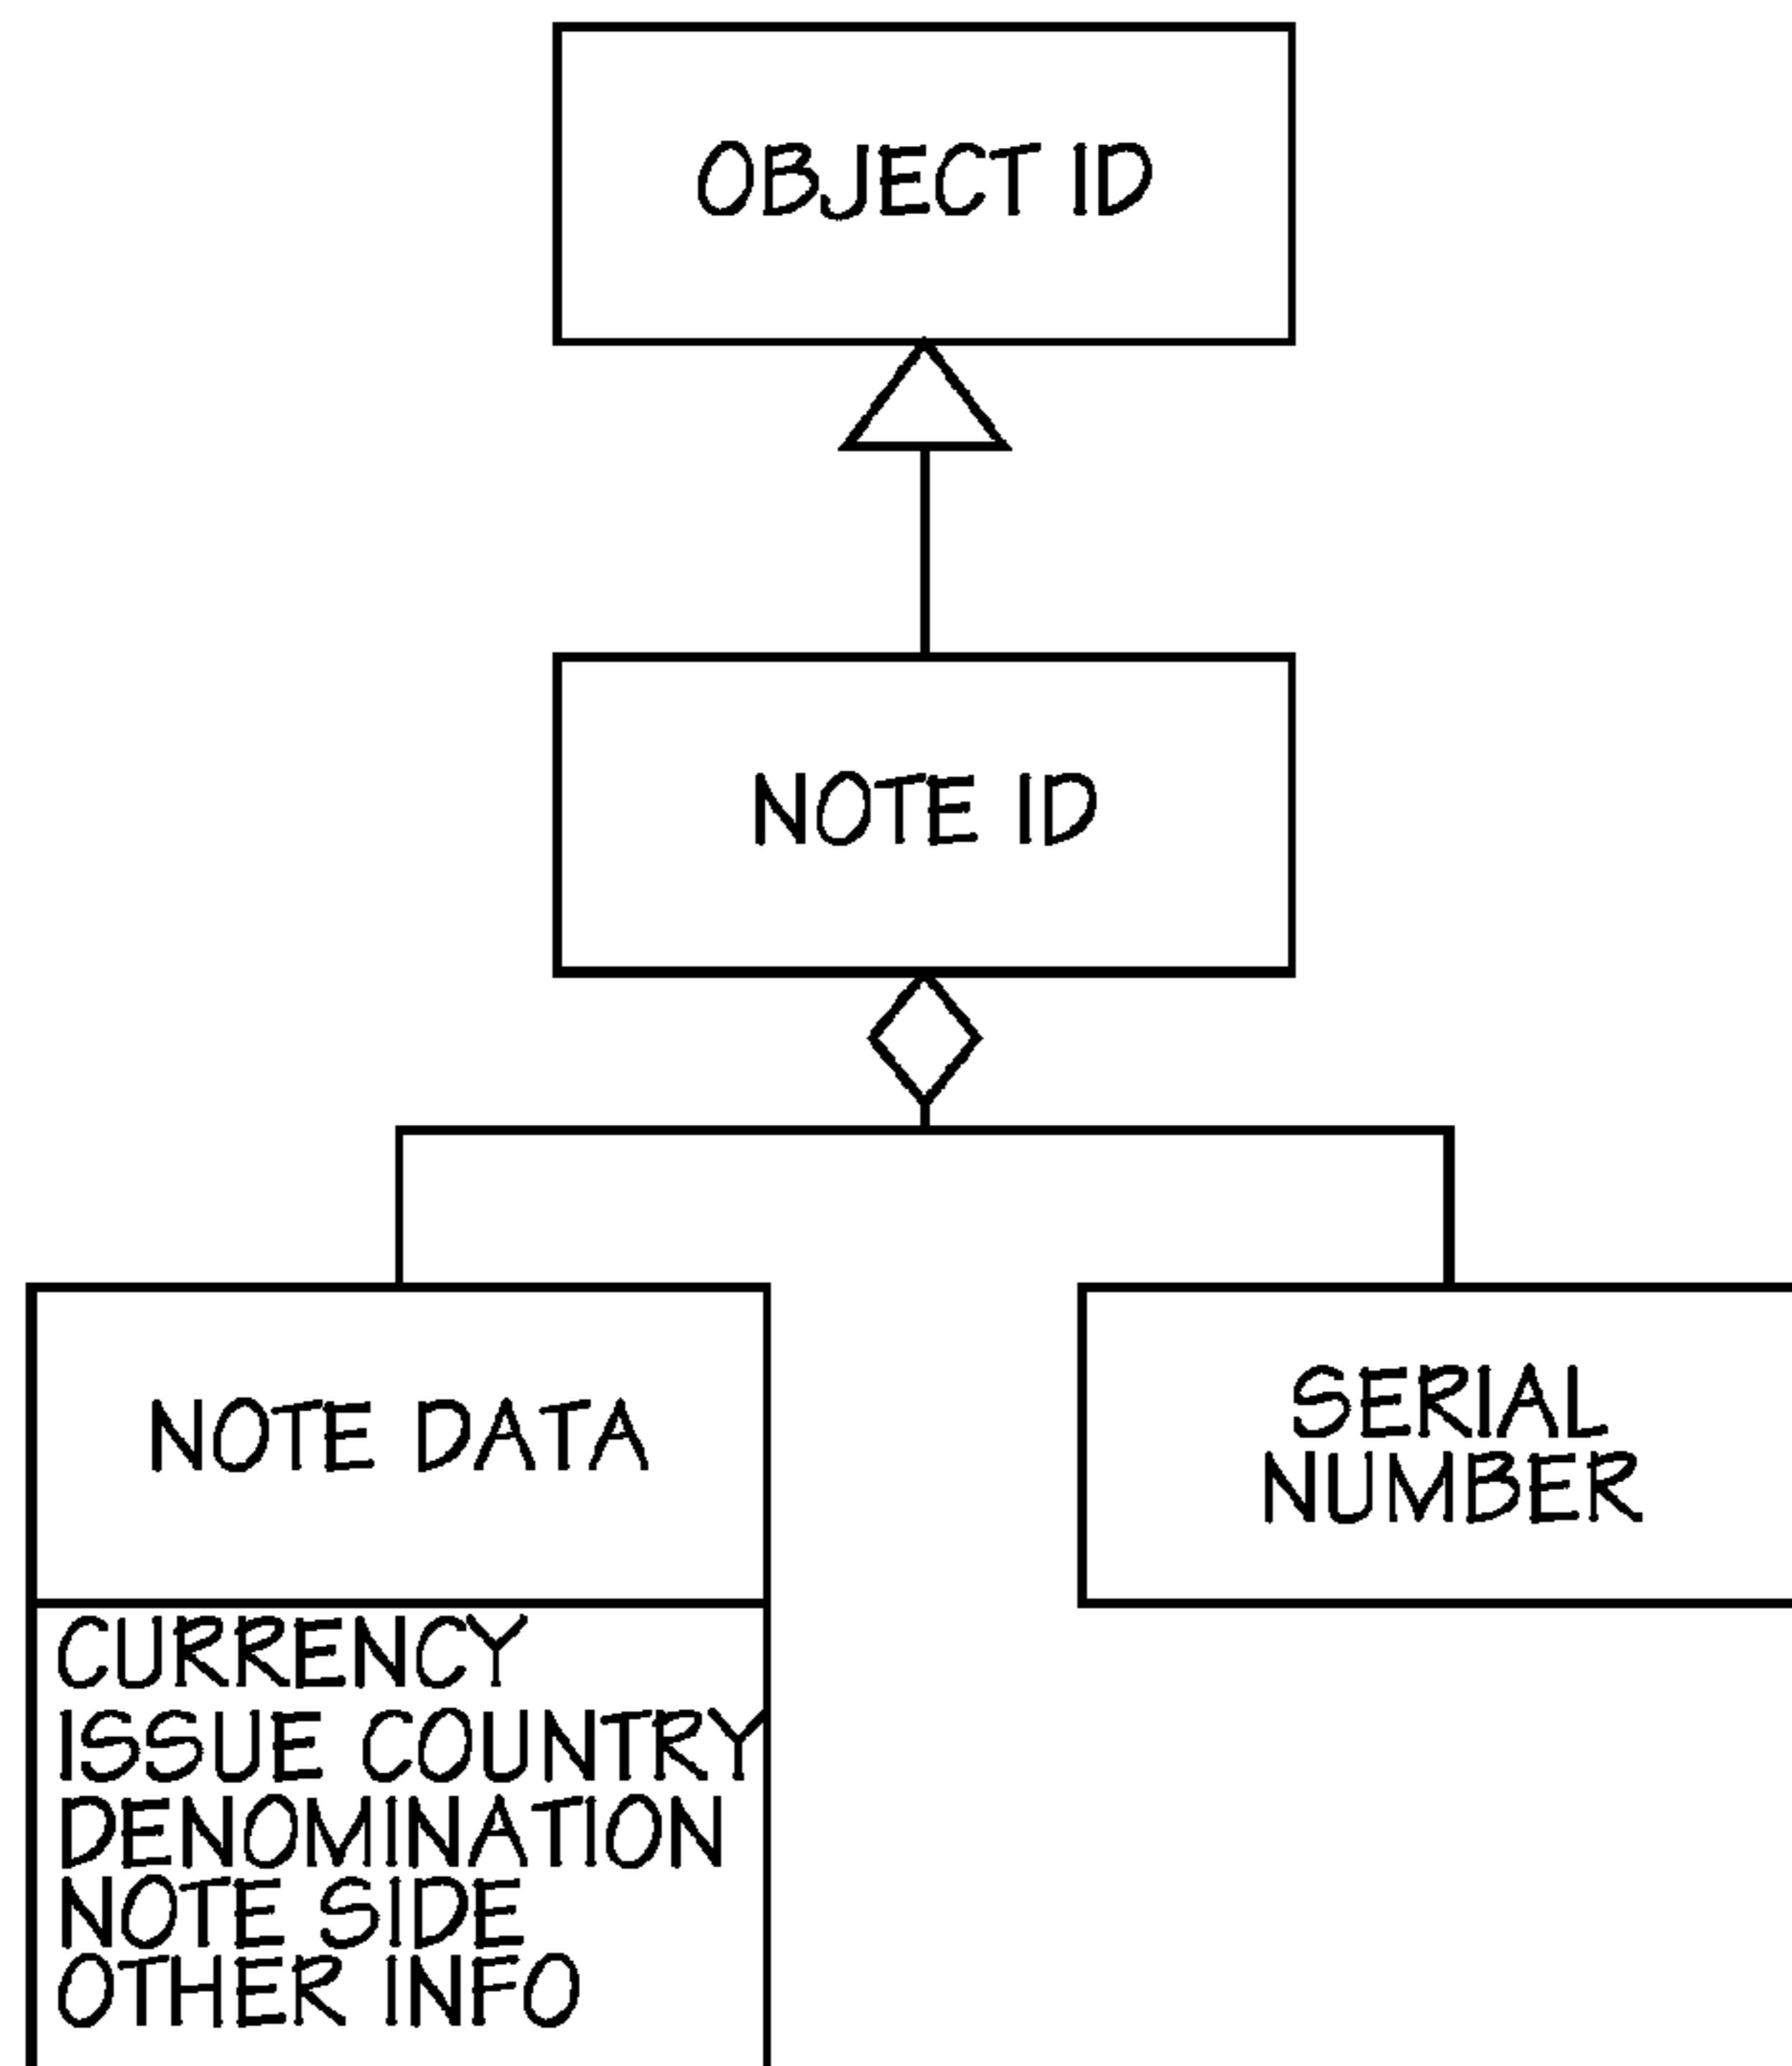 OBJECT ID
NOTE ID
NOTE DATA
SERIAL
NUMBER
CURRENCY
ISSUE COUNTRY
DENOMINATION
NOTE SIDE
OTHER INFO